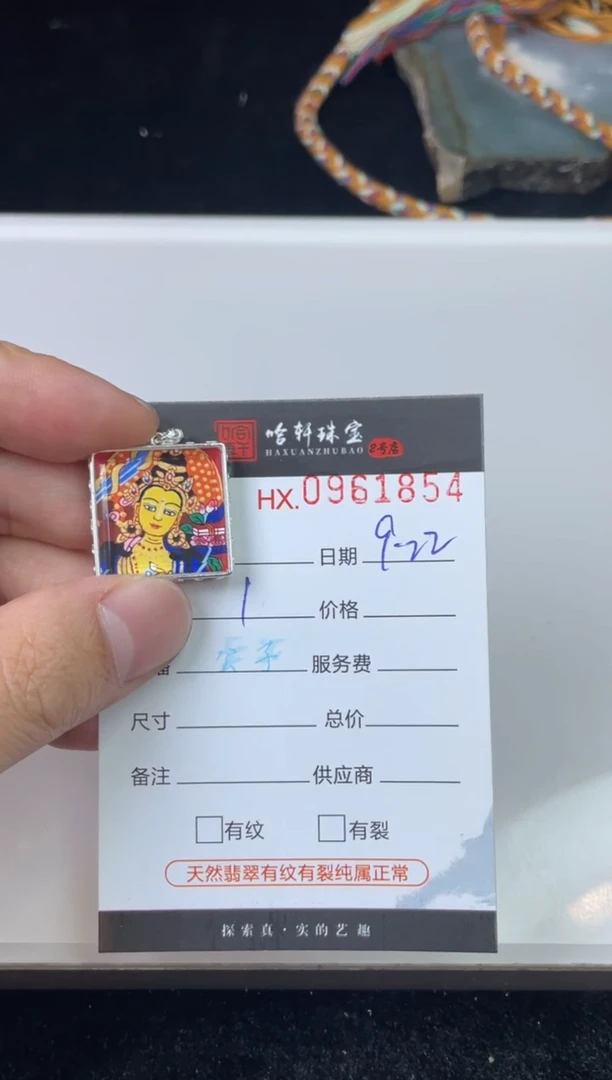 哈轩珠宝
HAXUANZHUBAO 2号店
HX.0961854
日期 9-22
1 价格
服务费
尺寸 总价
备注 供应商
有纹 有裂
天然翡翠有纹有裂纯属正常
探索真·实的艺趣